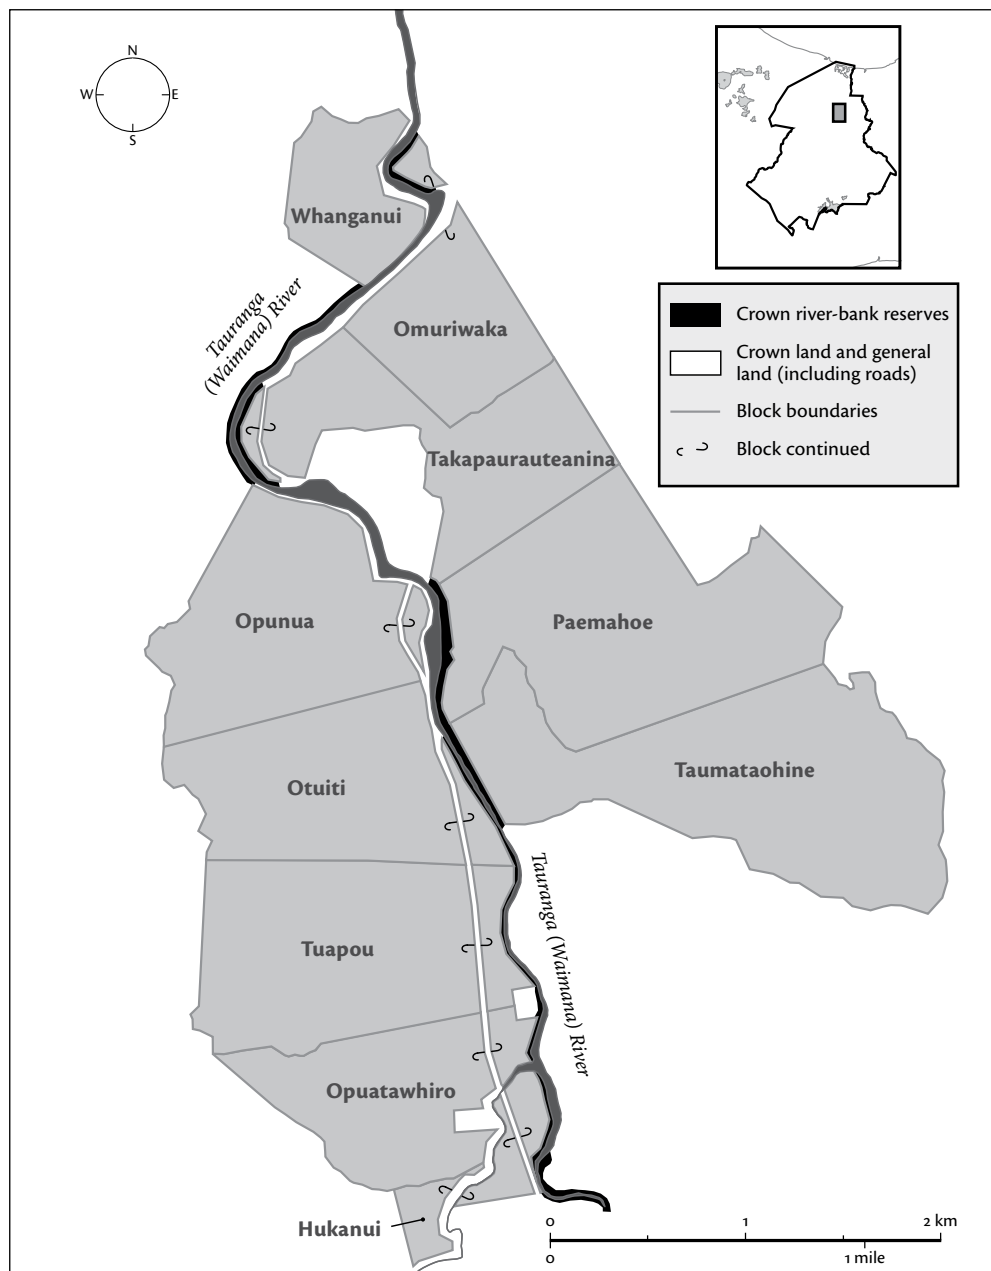 N
W
E
S
Whanganui
Tauranga
(Waimana) River
Omuriwaka
Crown river-bank reserves
Crown land and general
land (including roads)
Block boundaries
Block continued
Takapaurauteanina
Opunua
Paemahoe
Otuiti
Taumataohine
Tauranga (Waimana) River
Tuapou
Opuatawhiro
Hukanui
0
1
2 km
0
1 mile